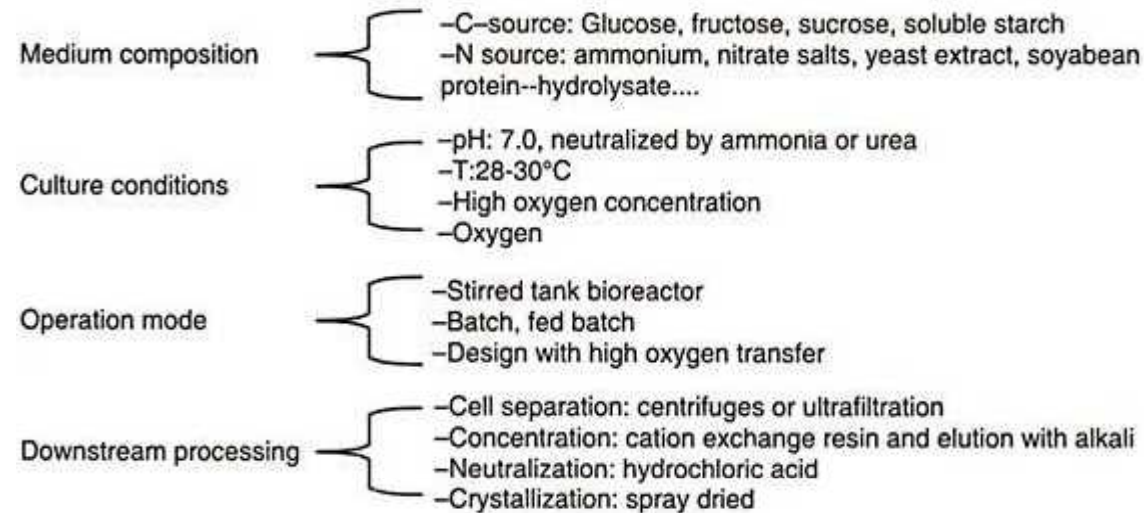 Medium composition
–C–source: Glucose, fructose, sucrose, soluble starch
–N source: ammonium, nitrate salts, yeast extract, soyabean
protein--hydrolysate....
Culture conditions
–pH: 7.0, neutralized by ammonia or urea
–T:28-30°C
–High oxygen concentration
–Oxygen
Operation mode
–Stirred tank bioreactor
–Batch, fed batch
–Design with high oxygen transfer
Downstream processing
–Cell separation: centrifuges or ultrafiltration
–Concentration: cation exchange resin and elution with alkali
–Neutralization: hydrochloric acid
–Crystallization: spray dried